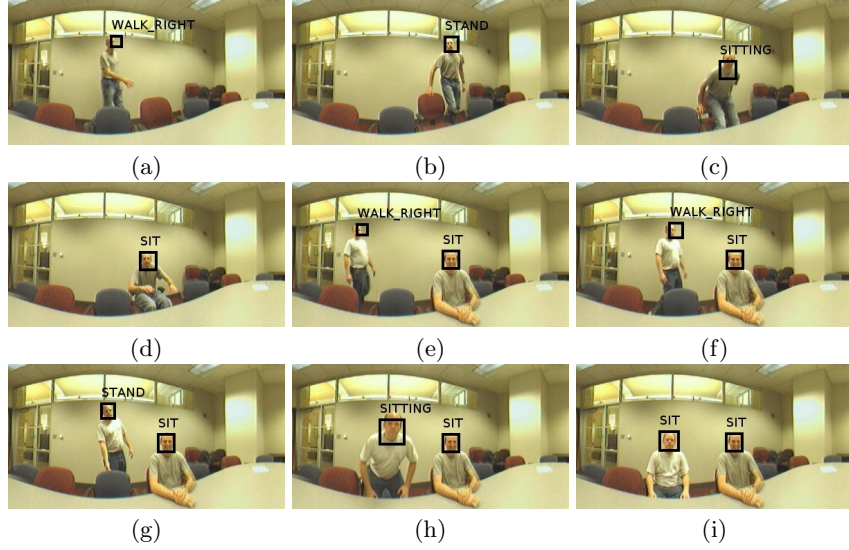 WALK_RIGHT
STAND
SITTING
(a)
(b)
(c)
SIT
WALK_RIGHT
SIT
WALK_RIGHT
SIT
(d)
(e)
(f)
STAND
SIT
SITTING
SIT
SIT
SIT
(g)
(h)
(i)